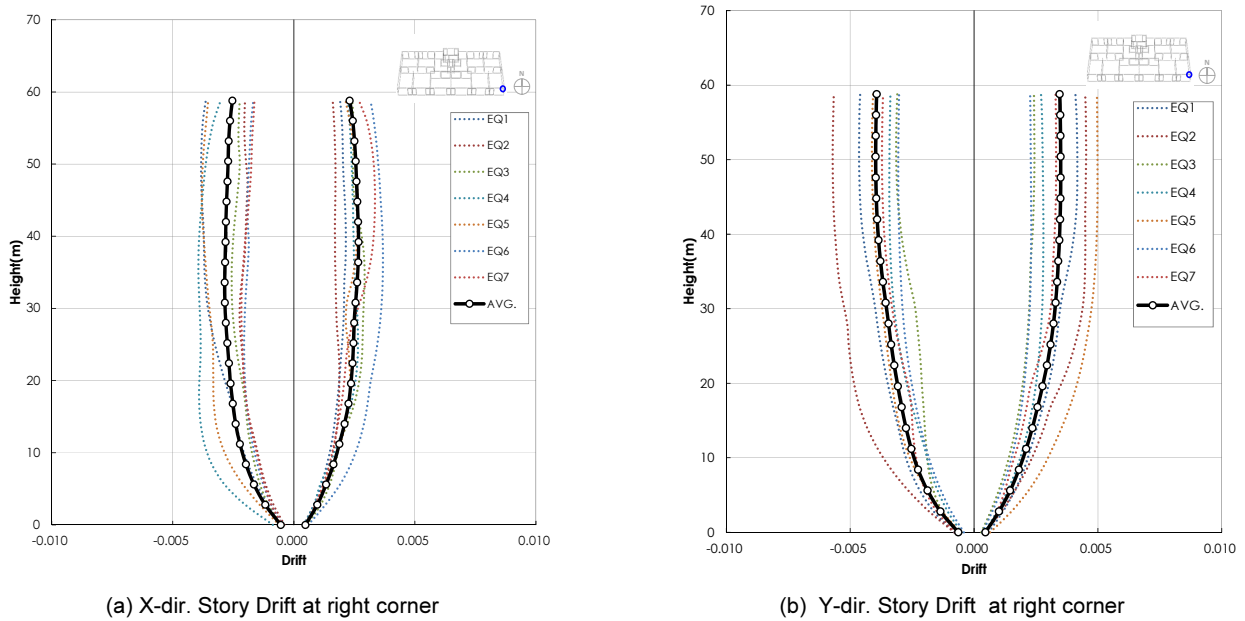 70
60
50
40
30
20
10
0
Height(m)
-0.010
-0.005
0.000
0.005
0.010
Drift
N
EQ1
EQ2
EQ3
EQ4
EQ5
EQ6
EQ7
AVG.
(a) X-dir. Story Drift at right corner
70
60
50
40
30
20
10
0
Height(m)
-0.010
-0.005
0.000
0.005
0.010
Drift
N
EQ1
EQ2
EQ3
EQ4
EQ5
EQ6
EQ7
AVG.
(b) Y-dir. Story Drift at right corner